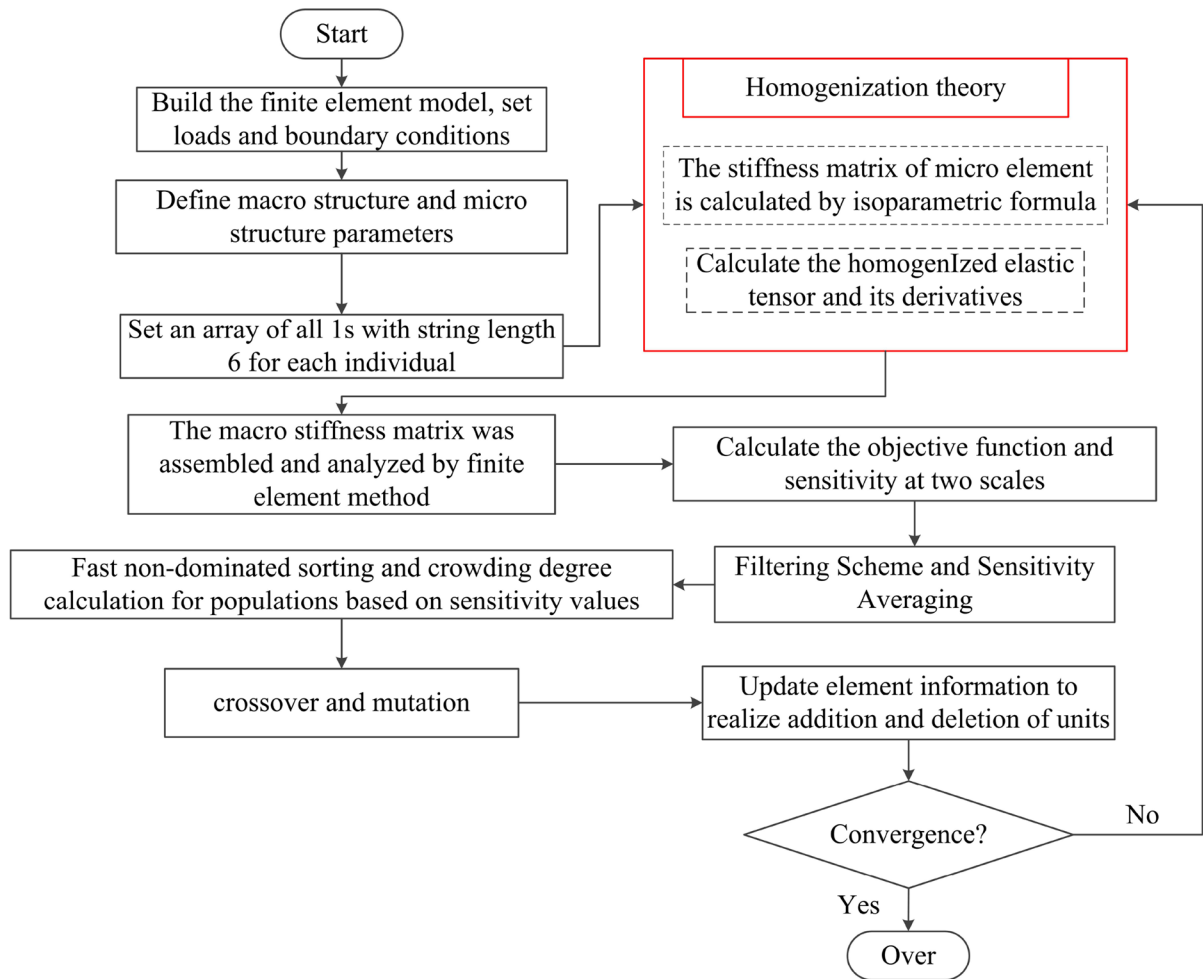 Start
Build the finite element model, set
loads and boundary conditions
Define macro structure and micro
structure parameters
Set an array of all 1s with string length
6 for each individual
Homogenization theory
The stiffness matrix of micro element
is calculated by isoparametric formula
Calculate the homogenIzed elastic
tensor and its derivatives
The macro stiffness matrix was
assembled and analyzed by finite
element method
Calculate the objective function and
sensitivity at two scales
Filtering Scheme and Sensitivity
Averaging
Fast non-dominated sorting and crowding degree
calculation for populations based on sensitivity values
crossover and mutation
Update element information to
realize addition and deletion of units
Convergence?
No
Yes
Over